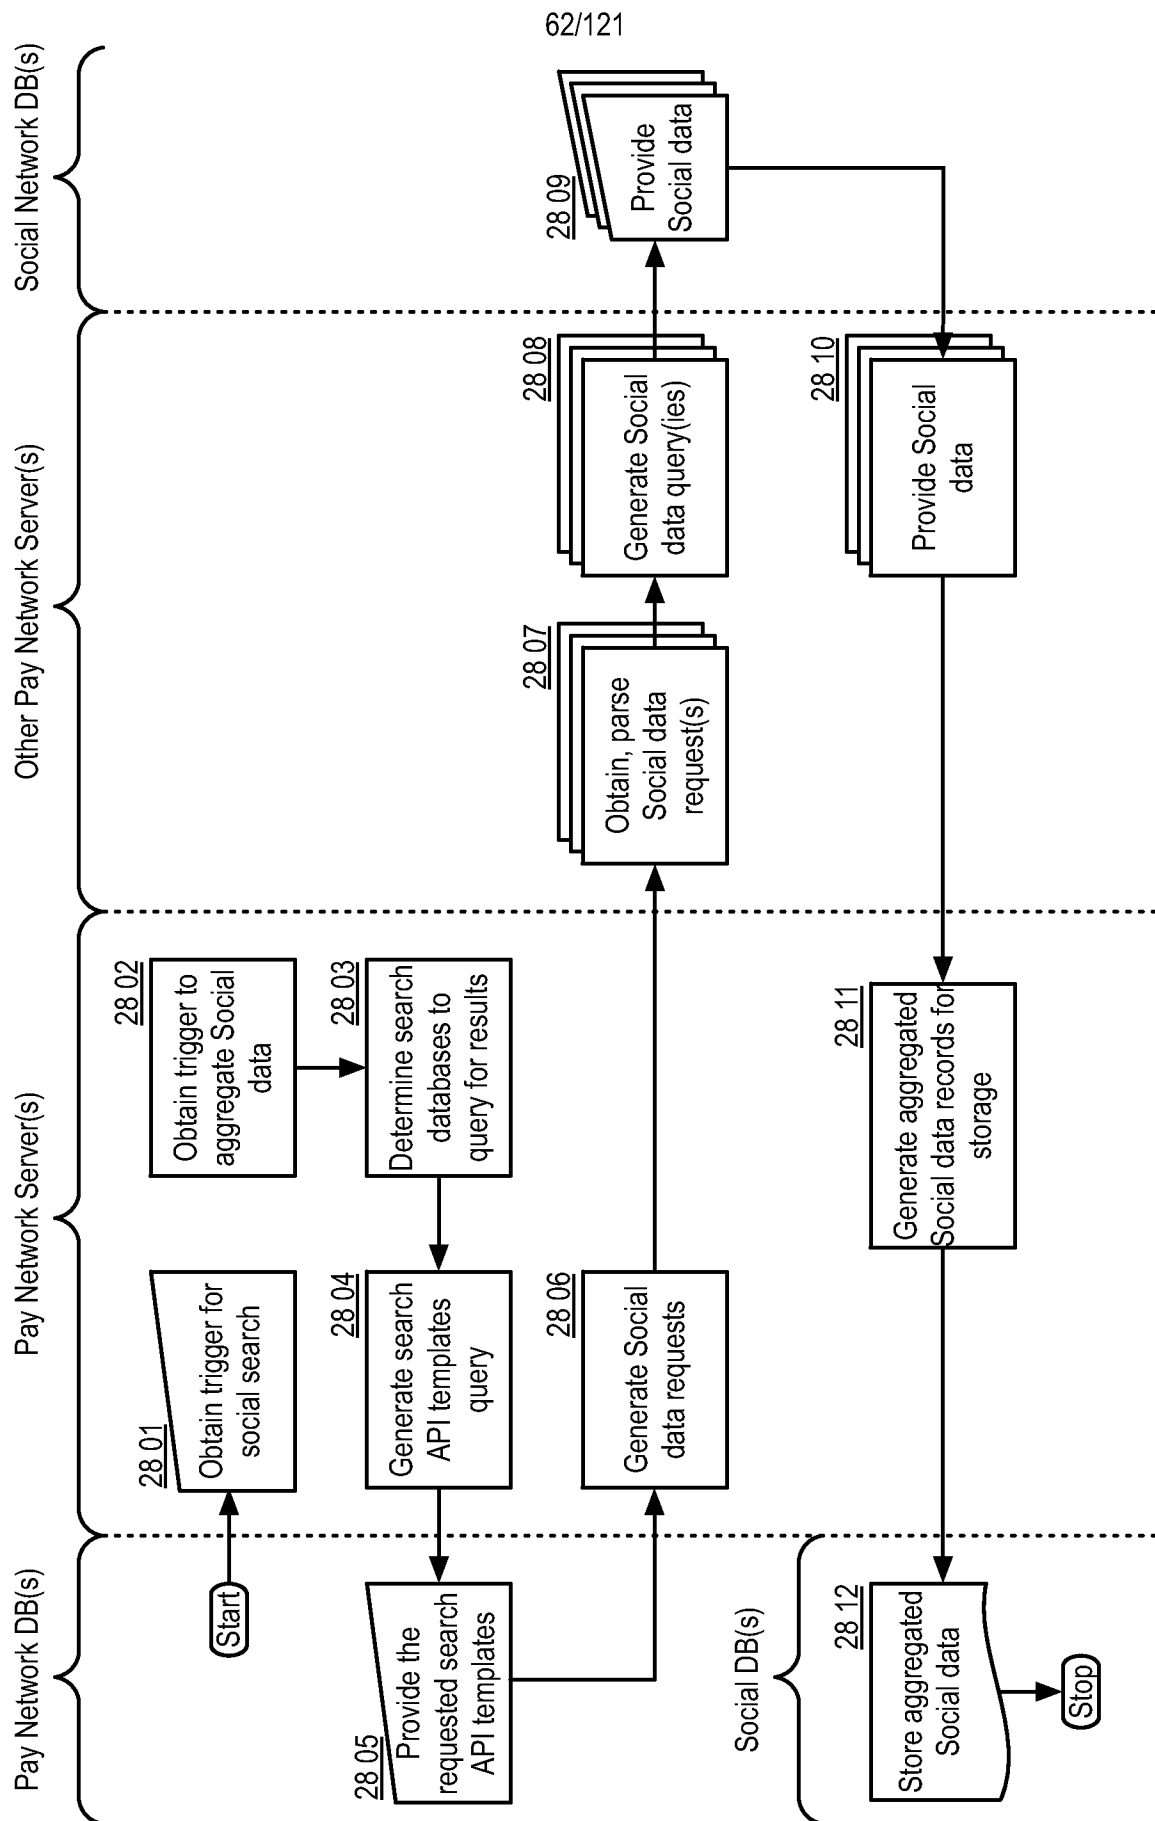 62/121
Pay Network DB(s)
Pay Network Server(s)
Other Pay Network Server(s)
Social Network DB(s)
Start
28 01
Obtain trigger for
social search
28 02
Obtain trigger to
aggregate Social
data
28 03
Determine search
databases to
query for results
28 04
Generate search
API templates
query
28 05
Provide the
requested search
API templates
28 06
Generate Social
data requests
28 07
Obtain, parse
Social data
request(s)
28 08
Generate Social
data query(ies)
28 09
Provide
Social data
28 10
Provide Social
data
28 11
Generate aggregated
Social data records for
storage
Social DB(s)
28 12
Store aggregated
Social data
Stop